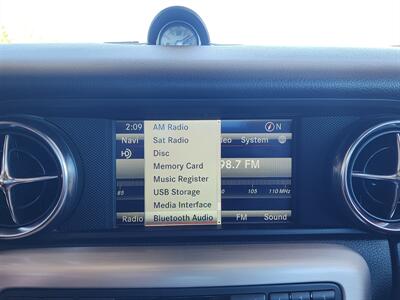 2:09 N
Navi eo System
AM Radio
Sat Radio
Disc
Memory Card
Music Register
USB Storage
Media Interface
Bluetooth Audio
98.7 FM
85 105 110 MHz
Radio FM Sound